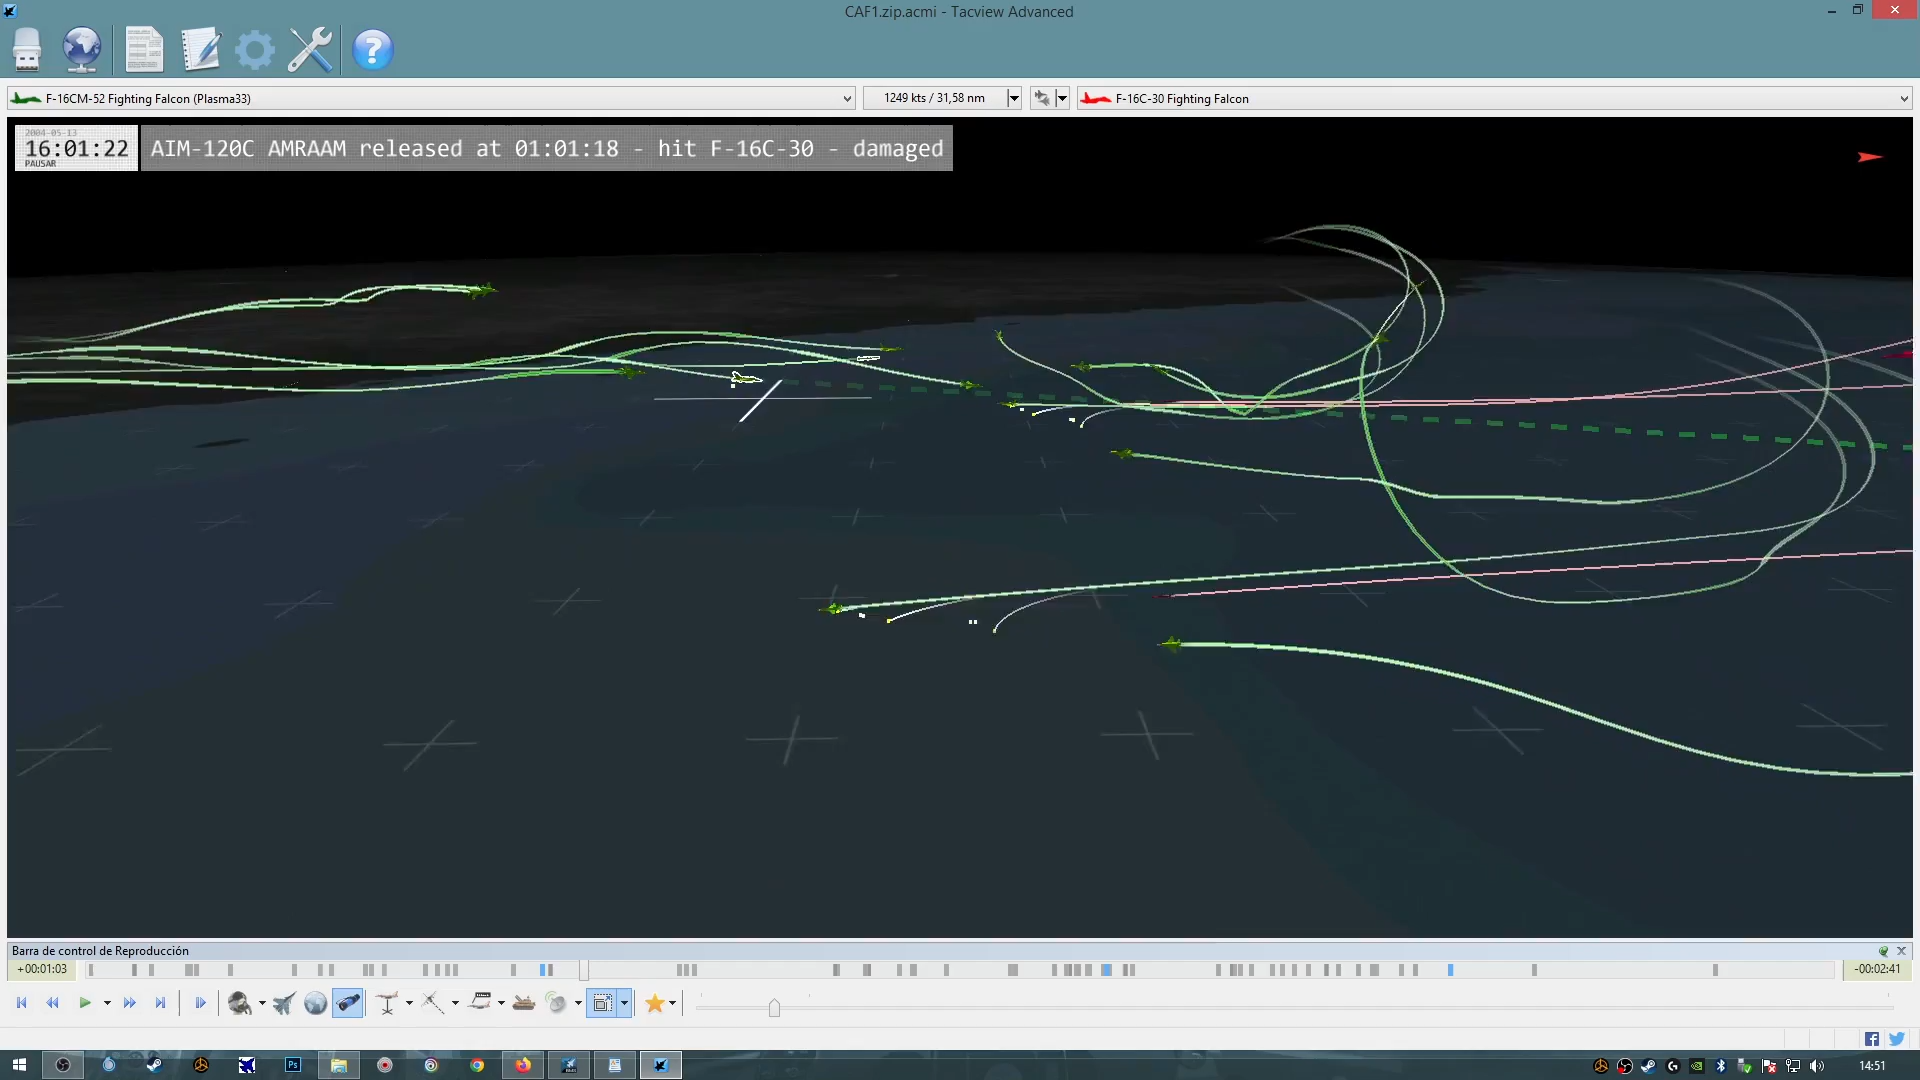 CAF1.zip.acmi - Tacview Advanced
F-16CM-52 Fighting Falcon (Plasma33)
1249 kts / 31,58 nm
F-16C-30 Fighting Falcon
2004-05-13
16:01:22
PAUSAR
AIM-120C AMRAAM released at 01:01:18 - hit F-16C-30 - damaged
Barra de control de Reproducción
+00:01:03
-00:02:41
Ps
14:51